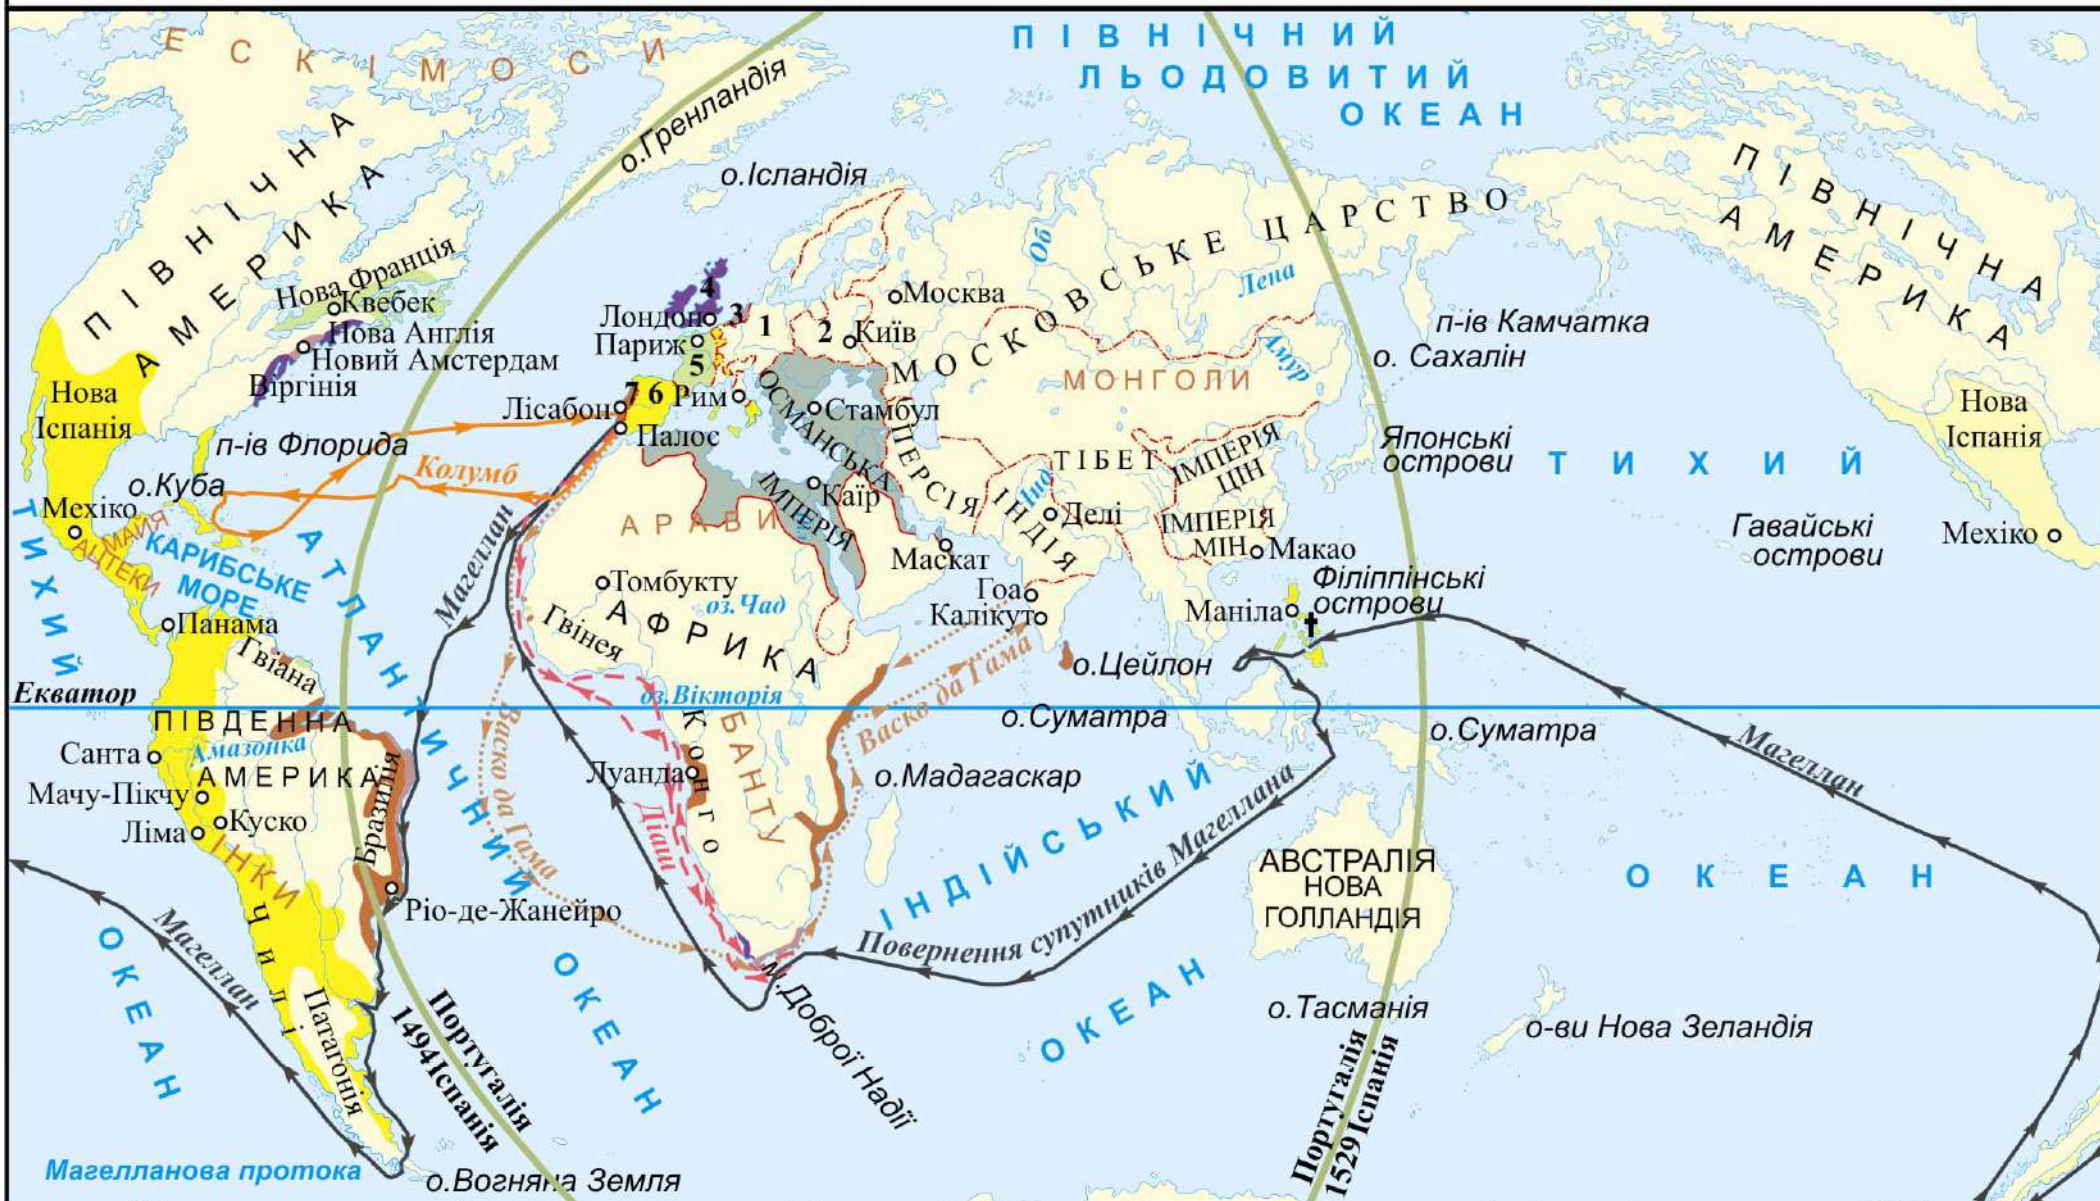 ЕСКІМОСИ
ПІВНІЧНИЙ
ЛЬОДОВИТИЙ
ОКЕАН
о.Гренландія
о.Ісландія
ПІВНІЧНА
АМЕРИКА
Нова Франція
Квебек
Нова Англія
Новий Амстердам
Віргінія
Нова
Іспанія
п-ів Флорида
о.Куба
Мехіко
МАЙЯ
АЦТЕКИ
КАРИБСЬКЕ
МОРЕ
Панама
Гвіана
ТИХИЙ
ОКЕАН
Екватор
ПІВДЕННА
АМЕРИКА
Амазонка
Санта
Мачу-Пікчу
Ліма
Куско
ІНКИ
Бразилія
Ріо-де-Жанейро
Чилі
Патагонія
Магеллан
Магелланова протока
о.Вогняна Земля
Португалія
1494 Іспанія
АТЛАНТИЧНИЙ
ОКЕАН
Колумб
Магеллан
Васко да Гама
Діаш
4
Лондон
3
1
2
Київ
Москва
Париж
5
7
6
Рим
Лісабон
Палос
Стамбул
ОСМАНСЬКА
ІМПЕРІЯ
Каїр
АРАБИ
Томбукту
оз.Чад
АФРИКА
Гвінея
оз.Вікторія
Конго
БАНТУ
Луанда
м.Доброї Надії
о.Мадагаскар
Васко да Гама
МОСКОВСЬКЕ ЦАРСТВО
Об
Лена
Амур
МОНГОЛИ
ПЕРСІЯ
ІНДІЯ
Інд
ТІБЕТ
Делі
ІМПЕРІЯ
ЦІН
ІМПЕРІЯ
МІН
Макао
Маскат
Гоа
Калікут
о.Цейлон
о.Суматра
Маніла
Філіппінські
острови
Японські
острови
п-ів Камчатка
о. Сахалін
ІНДІЙСЬКИЙ
ОКЕАН
Повернення супутників Магеллана
о.Суматра
АВСТРАЛІЯ
НОВА
ГОЛЛАНДІЯ
о.Тасманія
о-ви Нова Зеландія
Португалія
1529 Іспанія
ТИХИЙ
ОКЕАН
Гавайські
острови
Магеллан
ПІВНІЧНА
АМЕРИКА
Нова
Іспанія
Мехіко